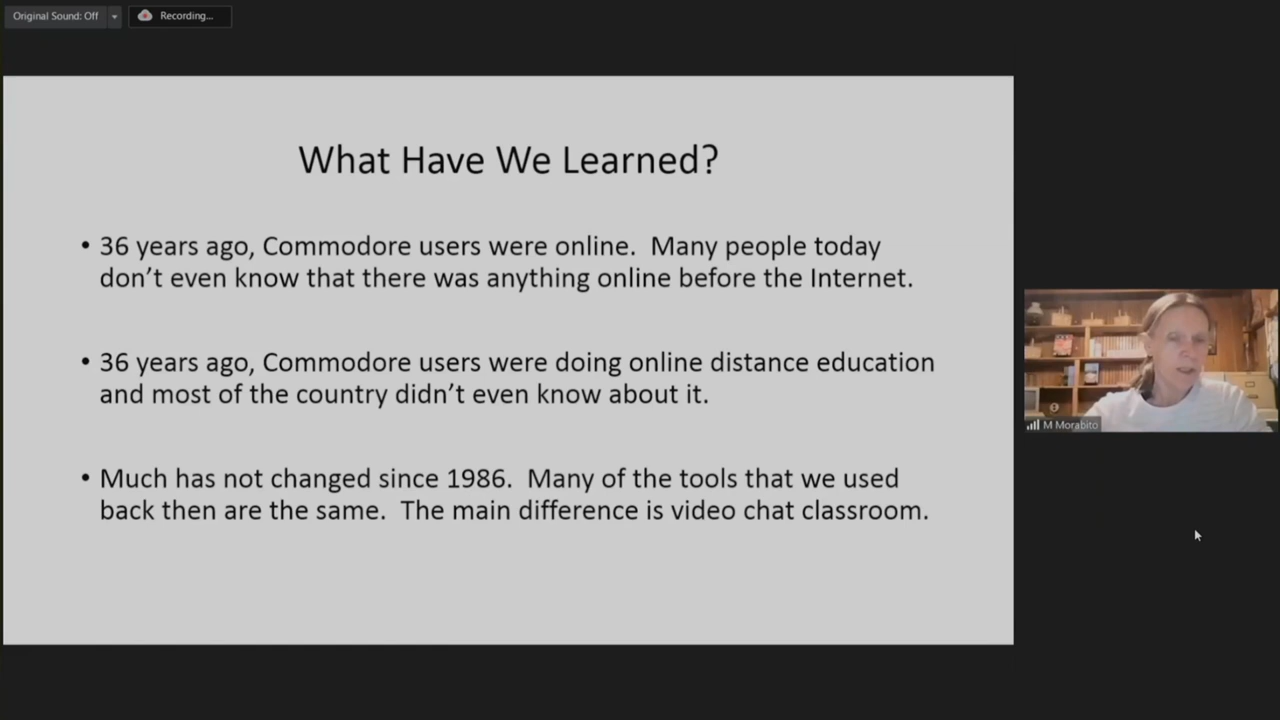 Original Sound: Off
Recording...
What Have We Learned?
• 36 years ago, Commodore users were online.  Many people today
don’t even know that there was anything online before the Internet.
• 36 years ago, Commodore users were doing online distance education
and most of the country didn’t even know about it.
• Much has not changed since 1986.  Many of the tools that we used
back then are the same.  The main difference is video chat classroom.
M Morabito